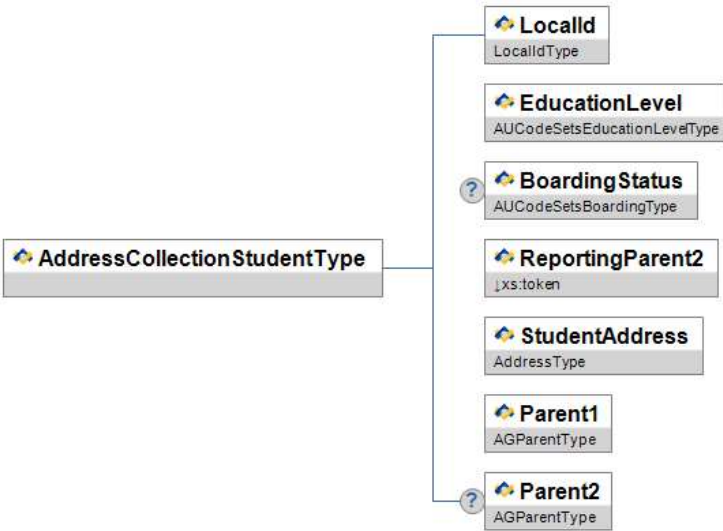 LocalId
LocalIdType
EducationLevel
AUCodeSetsEducationLevelType
?
BoardingStatus
AUCodeSetsBoardingType
AddressCollectionStudentType
ReportingParent2
↓xs:token
StudentAddress
AddressType
Parent1
AGParentType
?
Parent2
AGParentType